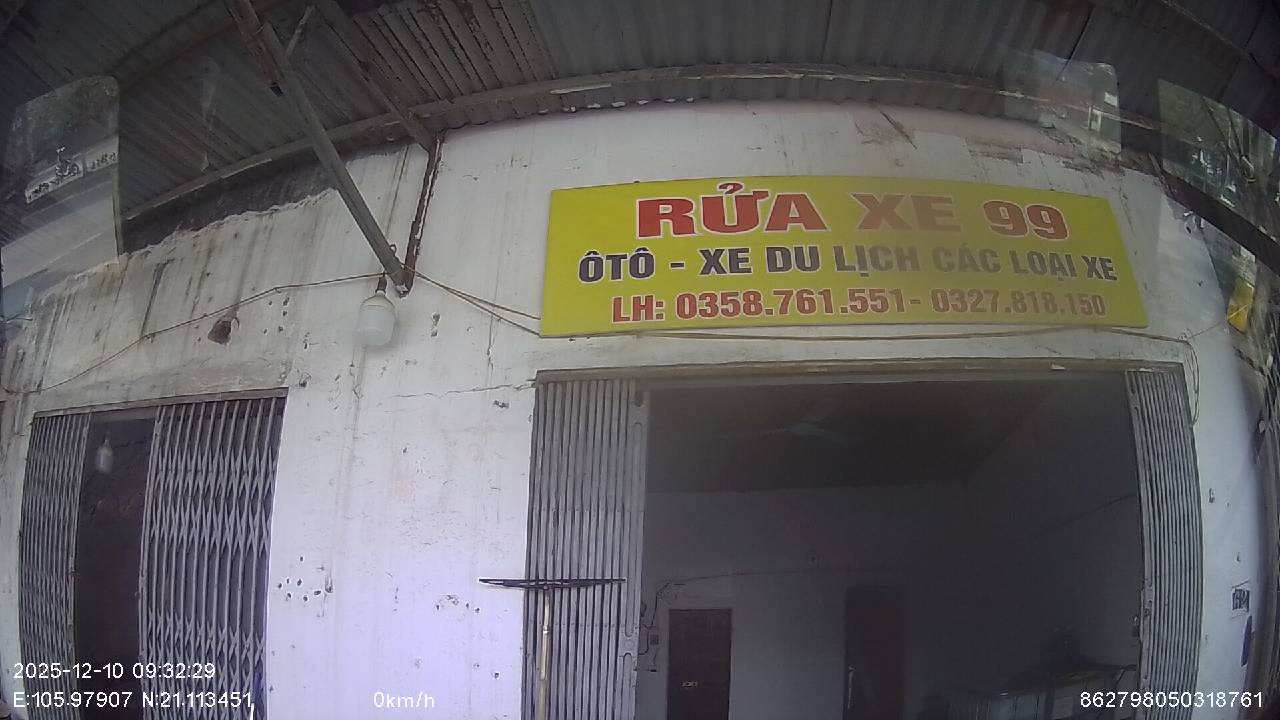 RỬA XE 99
ÔTÔ - XE DU LỊCH CÁC LOẠI XE
LH: 0358.761.551- 0327.818.150
2025-12-10 09:32:29
E:105.97907 N:21.113451 0km/h 862798050318761